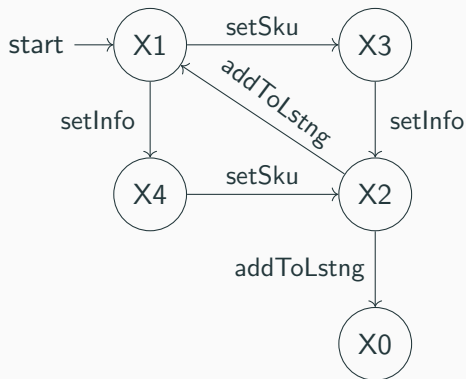 setSku
start X1 X3
addToLstng
setInfo setInfo
setSku
X4 X2
addToLstng
X0